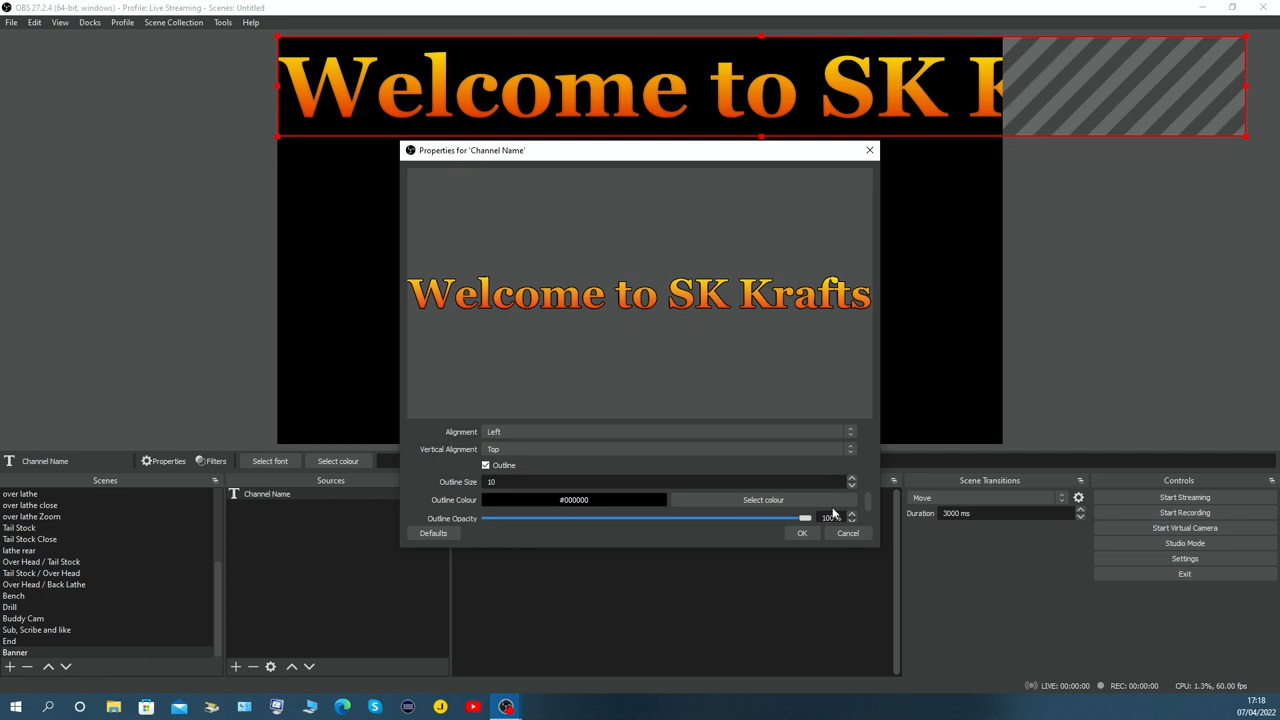 OBS 27.2.4 (64-bit, windows) - Profile: Live Streaming - Scenes: Untitled
File Edit View Docks Profile Scene Collection Tools Help
Welcome to SK K
Properties for 'Channel Name'
Welcome to SK Krafts
Alignment Left
Vertical Alignment Top
Outline
Outline Size 10
Outline Colour #000000 Select colour
Outline Opacity 100%
Defaults OK Cancel
Channel Name Properties Filters Select font Select colour
Scenes
over lathe
over lathe close
over lathe Zoom
Tail Stock
Tail Stock Close
lathe rear
Over Head / Tail Stock
Tail Stock / Over Head
Over Head / Back Lathe
Bench
Drill
Buddy Cam
Sub, Scribe and like
End
Banner
Sources
Channel Name
Scene Transitions
Move
Duration 3000 ms
Controls
Start Streaming
Start Recording
Start Virtual Camera
Studio Mode
Settings
Exit
LIVE: 00:00:00 REC: 00:00:00 CPU: 1.3%, 60.00 fps
17:18
07/04/2022